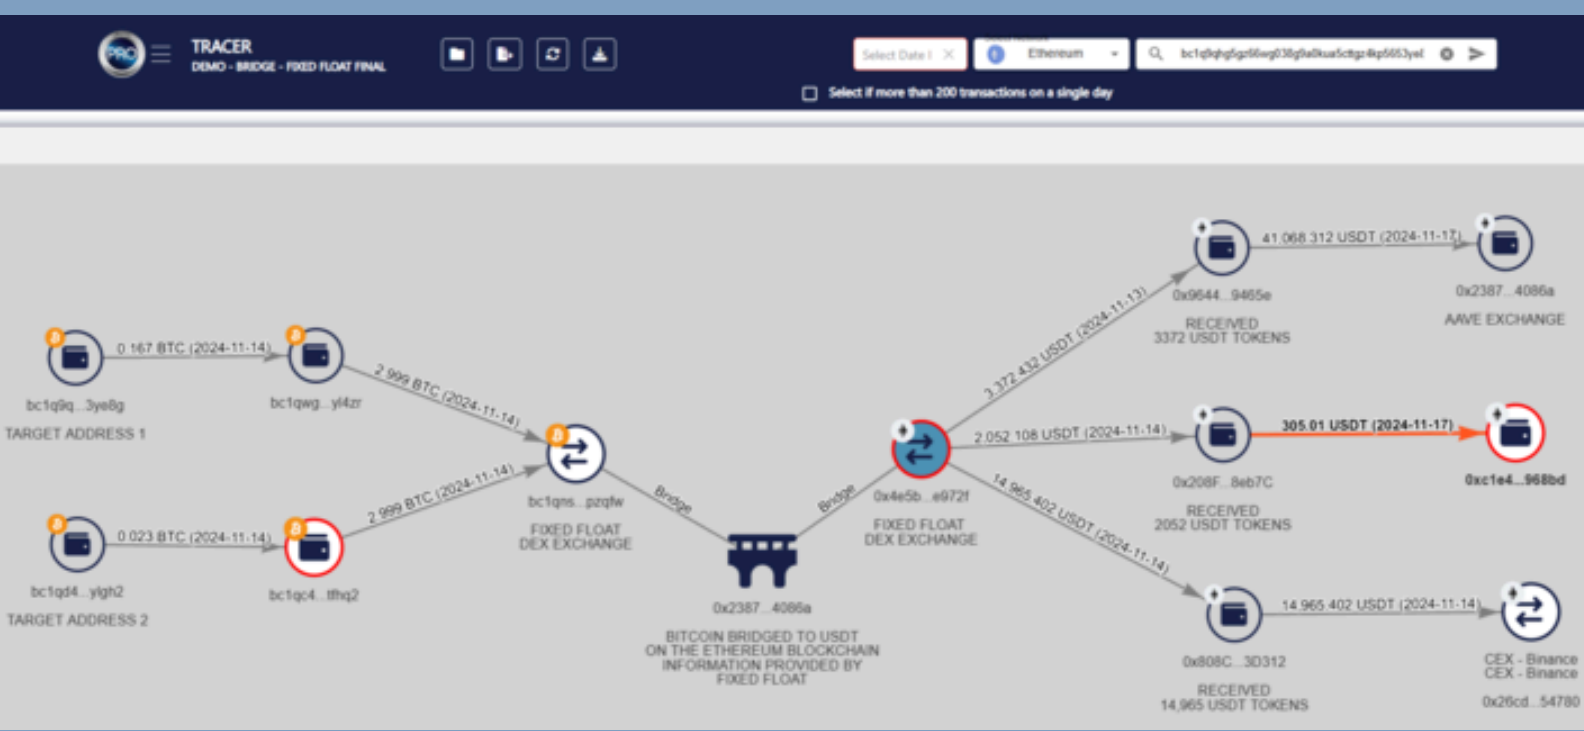 PRO
TRACER
DEMO - BRIDGE - FIXED FLOAT FINAL
Select Date
Ethereum
Select if more than 200 transactions on a single day
0.167 BTC (2024-11-14)
bc1q9q...3ye8g
TARGET ADDRESS 1
bc1qwg...yl4zr
2.999 BTC (2024-11-14)
0.023 BTC (2024-11-14)
bc1qd4...ylgh2
TARGET ADDRESS 2
bc1qc4...tfhq2
2.999 BTC (2024-11-14)
bc1qns...pzqfw
FIXED FLOAT
DEX EXCHANGE
Bridge
0x2387...4086a
BITCOIN BRIDGED TO USDT
ON THE ETHEREUM BLOCKCHAIN
INFORMATION PROVIDED BY
FIXED FLOAT
Bridge
0x4e5b...e972f
FIXED FLOAT
DEX EXCHANGE
3,372.432 USDT (2024-11-13)
0x9644...9465e
RECEIVED
3372 USDT TOKENS
41,068.312 USDT (2024-11-17)
0x2387...4086a
AAVE EXCHANGE
2,052.108 USDT (2024-11-14)
0x208F...8eb7C
RECEIVED
2052 USDT TOKENS
305.01 USDT (2024-11-17)
0xc1e4...968bd
14,965.402 USDT (2024-11-14)
0x808C...3D312
RECEIVED
14,965 USDT TOKENS
14,965.402 USDT (2024-11-14)
CEX - Binance
CEX - Binance
0x26cd...54780